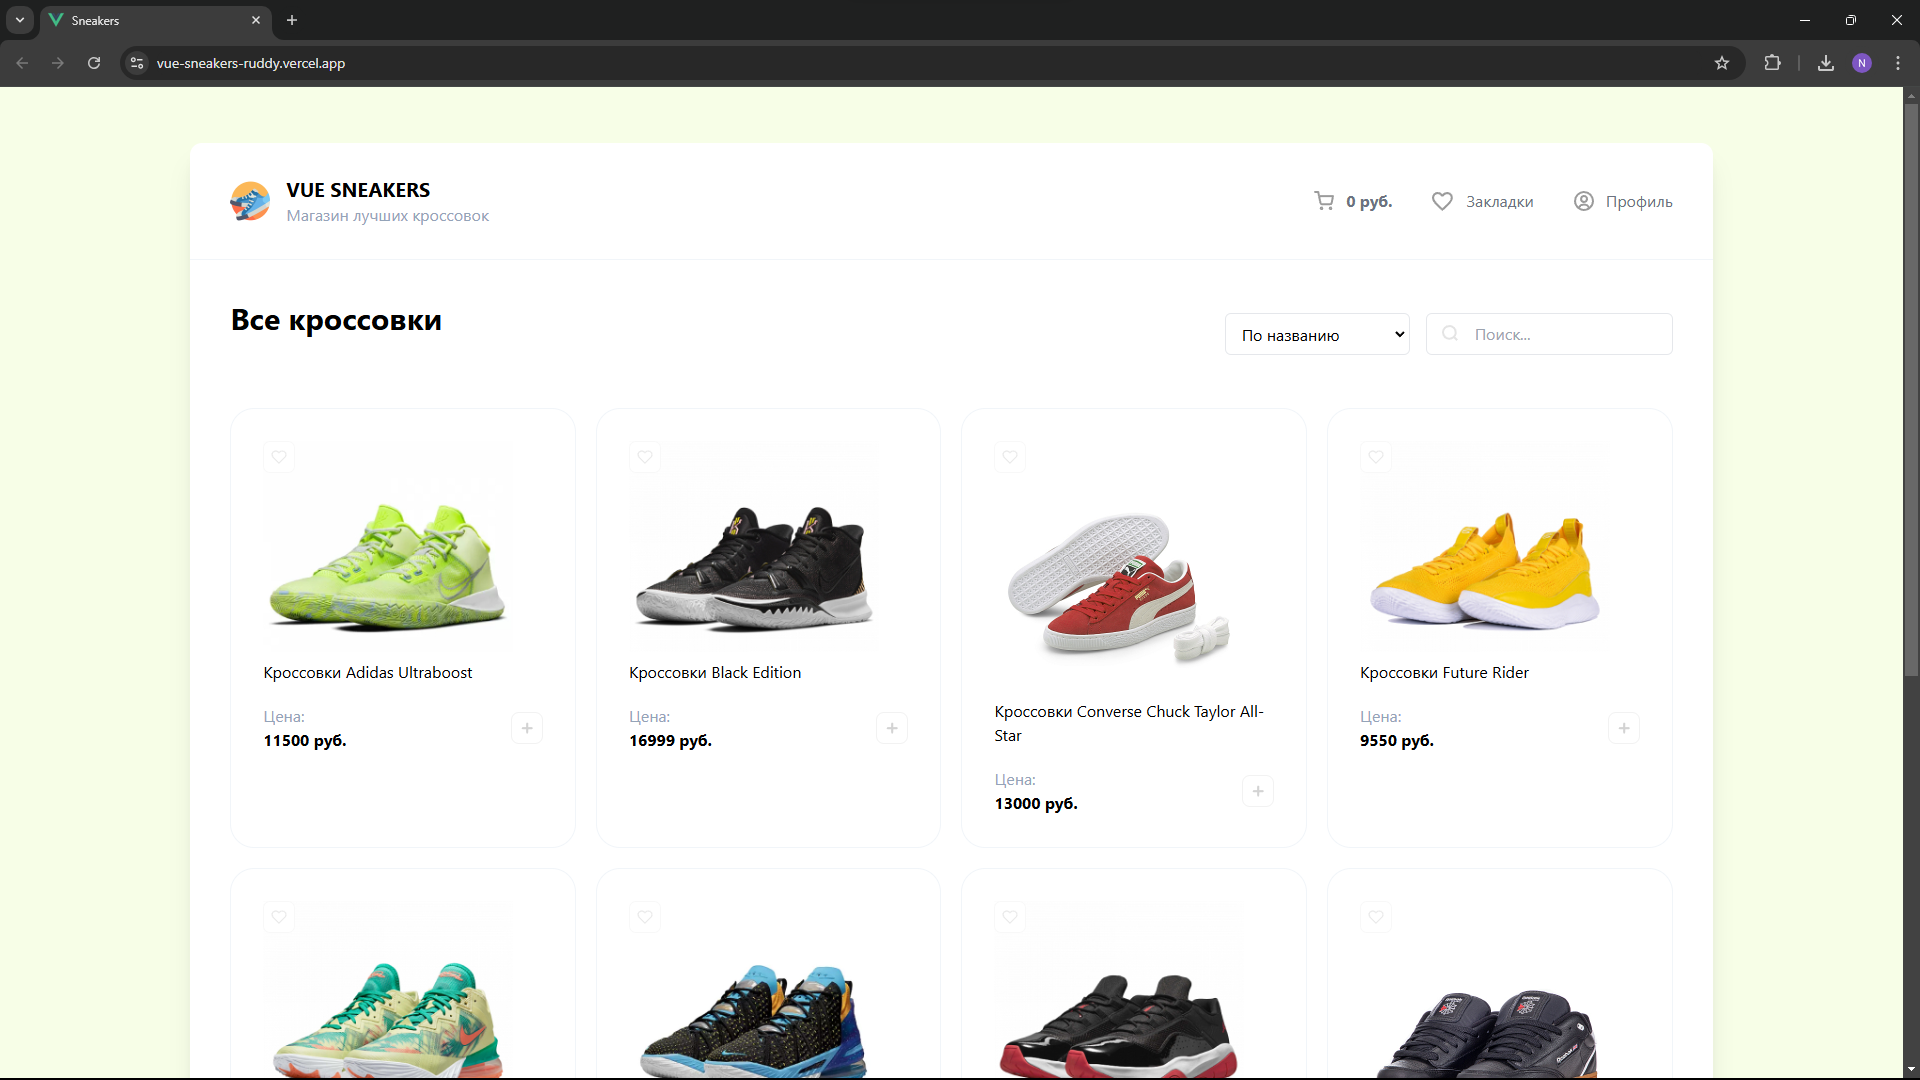 Sneakers
vue-sneakers-ruddy.vercel.app
N
VUE SNEAKERS
Магазин лучших кроссовок
0 руб.
Закладки
Профиль
Все кроссовки
По названию
Поиск...
Кроссовки Adidas Ultraboost
Цена:
11500 руб.
Кроссовки Black Edition
Цена:
16999 руб.
Кроссовки Converse Chuck Taylor All-
Star
Цена:
13000 руб.
Кроссовки Future Rider
Цена:
9550 руб.